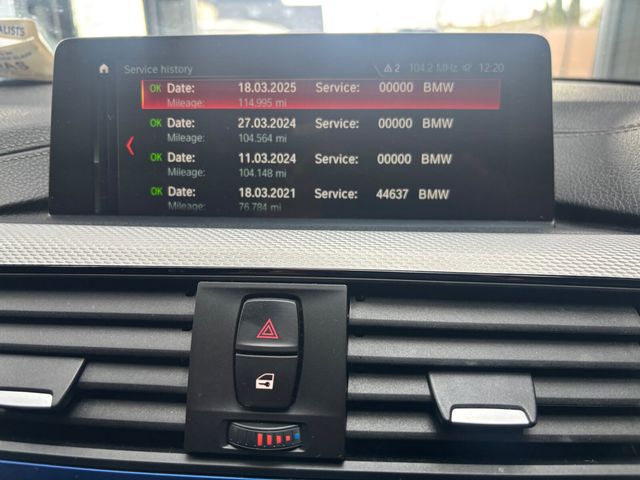 ALISTS
Service history 2 104.2 MHz 12:20
OK Date: 18.03.2025 Service: 00000 BMW
Mileage: 114.995 mi
OK Date: 27.03.2024 Service: 00000 BMW
Mileage: 104.564 mi
OK Date: 11.03.2024 Service: 00000 BMW
Mileage: 104.148 mi
OK Date: 18.03.2021 Service: 44637 BMW
Mileage: 76.784 mi